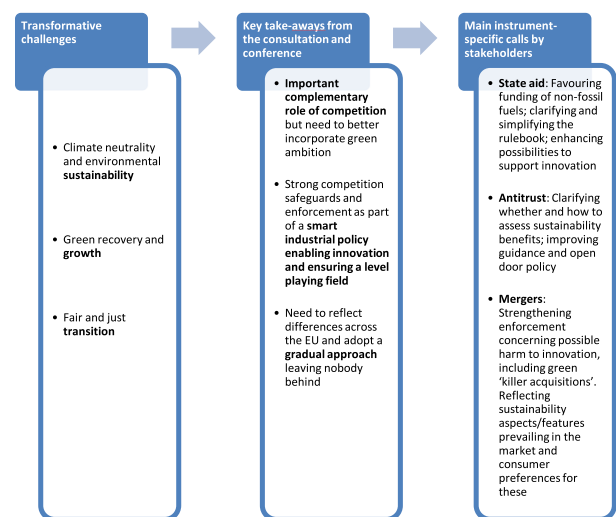 Transformative
challenges
• Climate neutrality
and environmental
sustainability
• Green recovery and
growth
• Fair and just
transition
Key take-aways from
the consultation and
conference
• Important
complementary
role of competition
but need to better
incorporate green
ambition
• Strong competition
safeguards and
enforcement as part
of a smart
industrial policy
enabling innovation
and ensuring a level
playing field
• Need to reflect
differences across
the EU and adopt a
gradual approach
leaving nobody
behind
Main instrument-
specific calls by
stakeholders
• State aid: Favouring
funding of non-fossil
fuels; clarifying and
simplifying the
rulebook; enhancing
possibilities to
support innovation
• Antitrust: Clarifying
whether and how to
assess sustainability
benefits; improving
guidance and open
door policy
• Mergers:
Strengthening
enforcement
concerning possible
harm to innovation,
including green
‘killer acquisitions’.
Reflecting
sustainability
aspects/features
prevailing in the
market and
consumer
preferences for
these